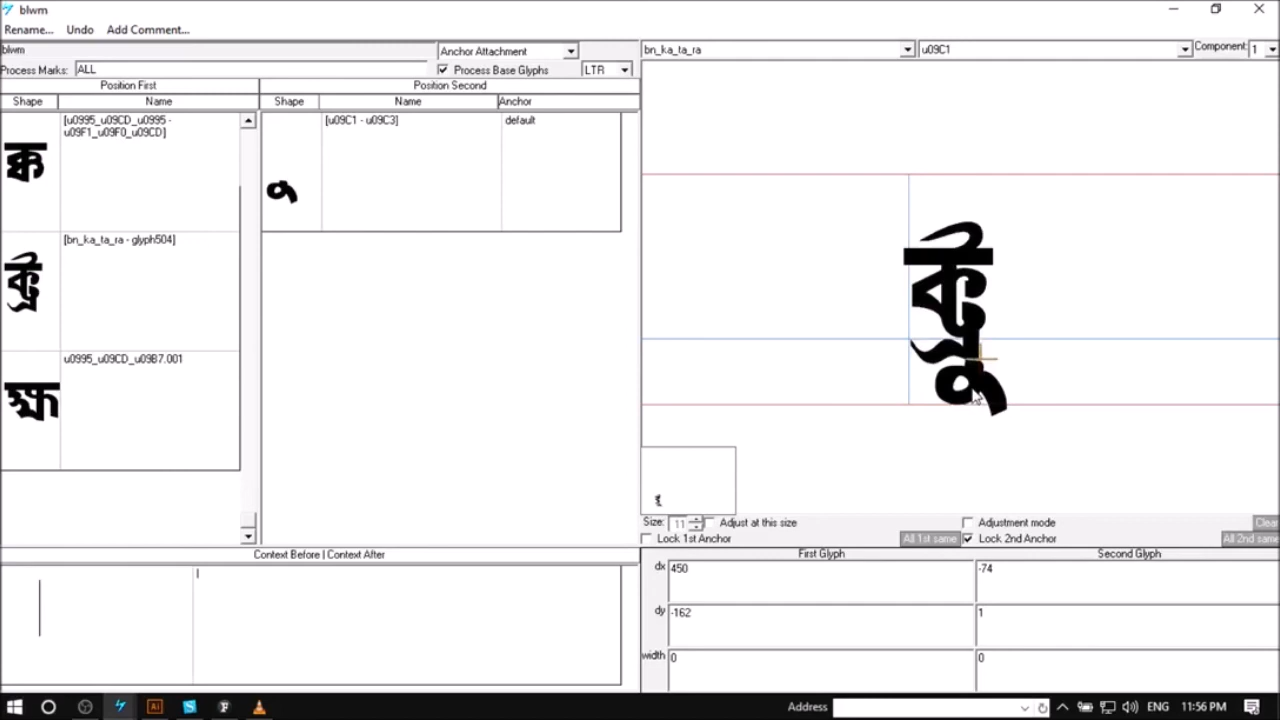 blwm
Rename... Undo Add Comment...
blwm Anchor Attachment
Process Marks: ALL Process Base Glyphs LTR
Position First Position Second
Shape Name Shape Name Anchor
[u0995_u09CD_u0995 - u09F1_u09F0_u09CD]
ক্ক
[u09C1 - u09C3] default
ু
[bn_ka_ta_ra - glyph504]
u0995_u09CD_u09B7.001
ক্ষ
bn_ka_ta_ra u09C1 Component: 1
Size: 11 Adjust at this size Adjustment mode Clear
Lock 1st Anchor All 1st same Lock 2nd Anchor All 2nd same
Context Before | Context After
|
First Glyph Second Glyph
dx 450 -74
dy -162 1
width 0 0
Address ENG 11:56 PM